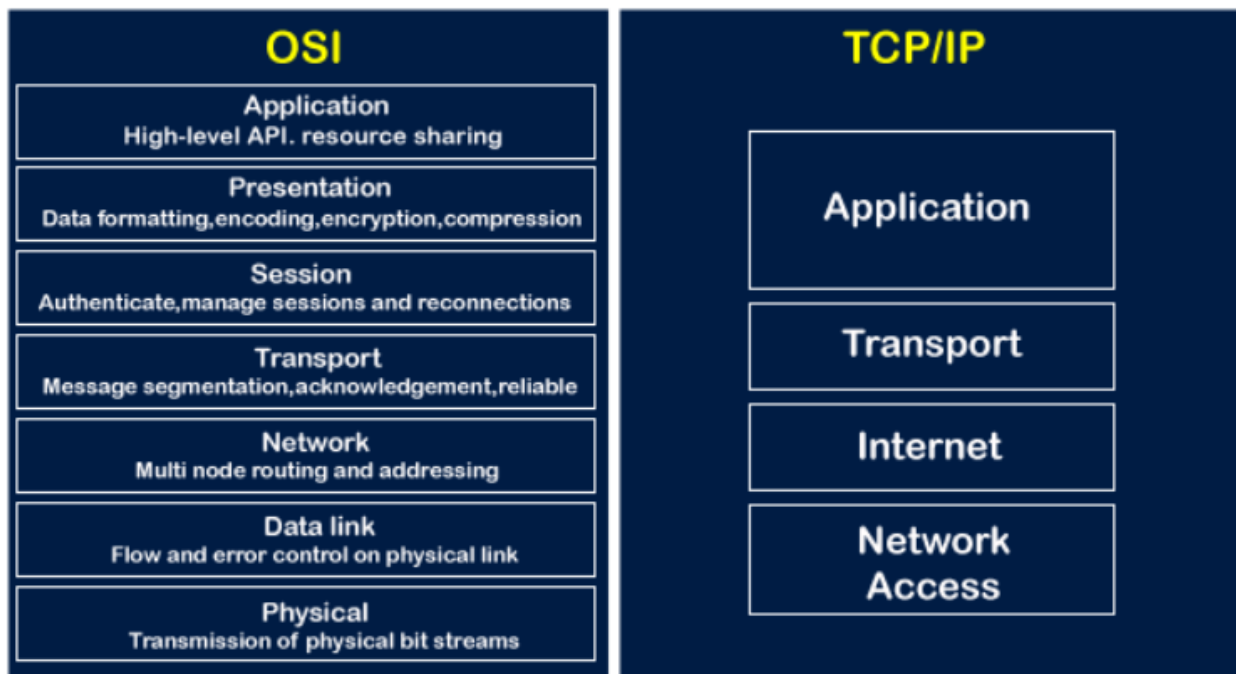 OSI
Application
High-level API. resource sharing
Presentation
Data formatting,encoding,encryption,compression
Session
Authenticate,manage sessions and reconnections
Transport
Message segmentation,acknowledgement,reliable
Network
Multi node routing and addressing
Data link
Flow and error control on physical link
Physical
Transmission of physical bit streams
TCP/IP
Application
Transport
Internet
Network
Access